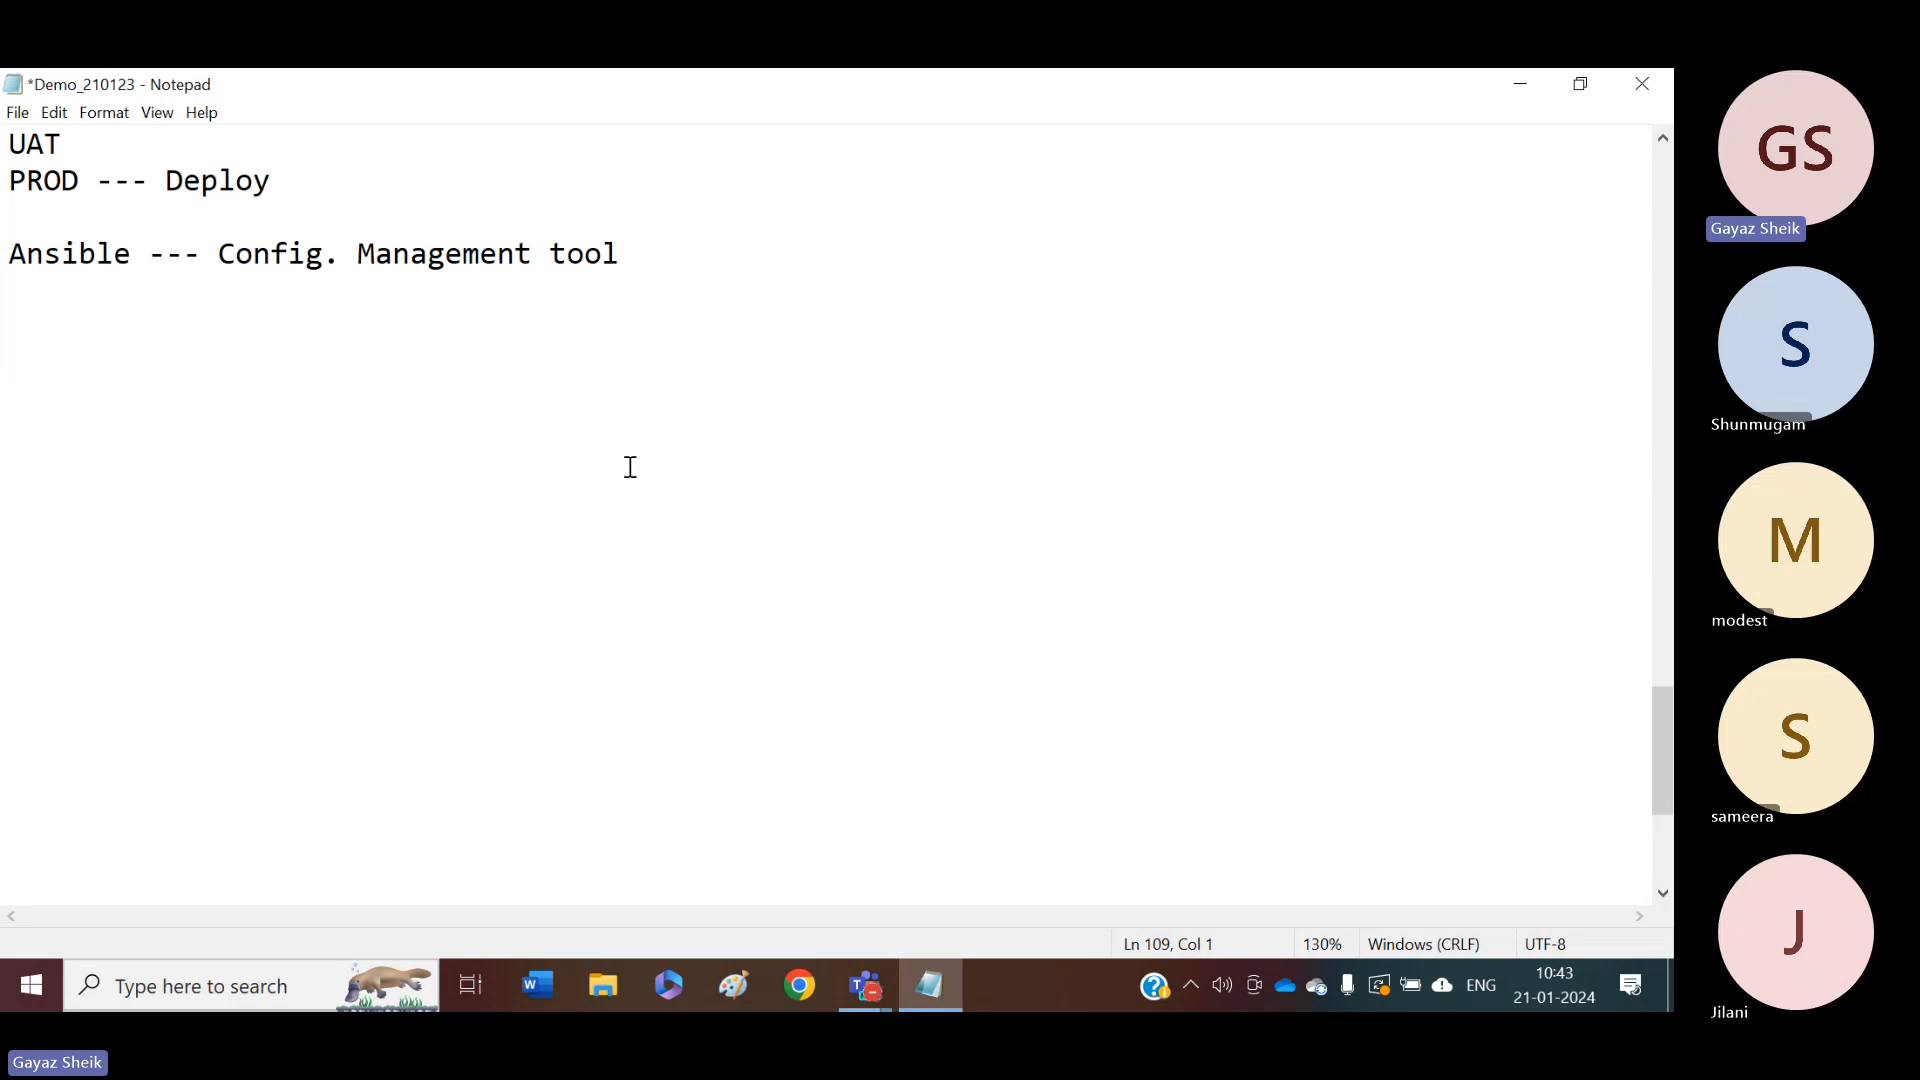 *Demo_210123 - Notepad
File Edit Format View Help
UAT
PROD --- Deploy
Ansible --- Config. Management tool
Ln 109, Col 1
130%
Windows (CRLF)
UTF-8
Type here to search
ENG
10:43
21-01-2024
GS
Gayaz Sheik
S
Shunmugam
M
modest
S
sameera
J
Jilani
Gayaz Sheik